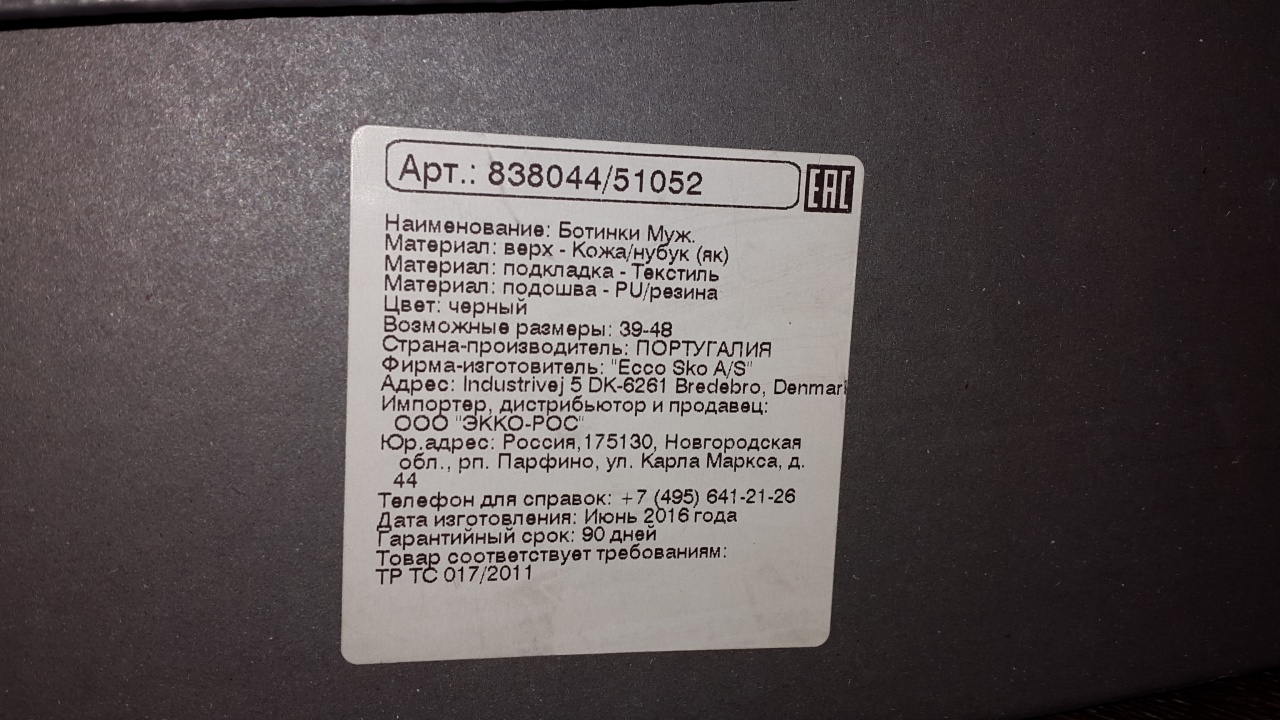 Арт.: 838044/51052
EAC
Наименование: Ботинки Муж.
Материал: верх - Кожа/нубук (як)
Материал: подкладка - Текстиль
Материал: подошва - PU/резина
Цвет: черный
Возможные размеры: 39-48
Страна-производитель: ПОРТУГАЛИЯ
Фирма-изготовитель: "Ecco Sko A/S"
Адрес: Industrivej 5 DK-6261 Bredebro, Denmark
Импортер, дистрибьютор и продавец:
ООО "ЭККО-РОС"
Юр.адрес: Россия,175130, Новгородская
обл., рп. Парфино, ул. Карла Маркса, д.
44
Телефон для справок: +7 (495) 641-21-26
Дата изготовления: Июнь 2016 года
Гарантийный срок: 90 дней
Товар соответствует требованиям:
ТР ТС 017/2011